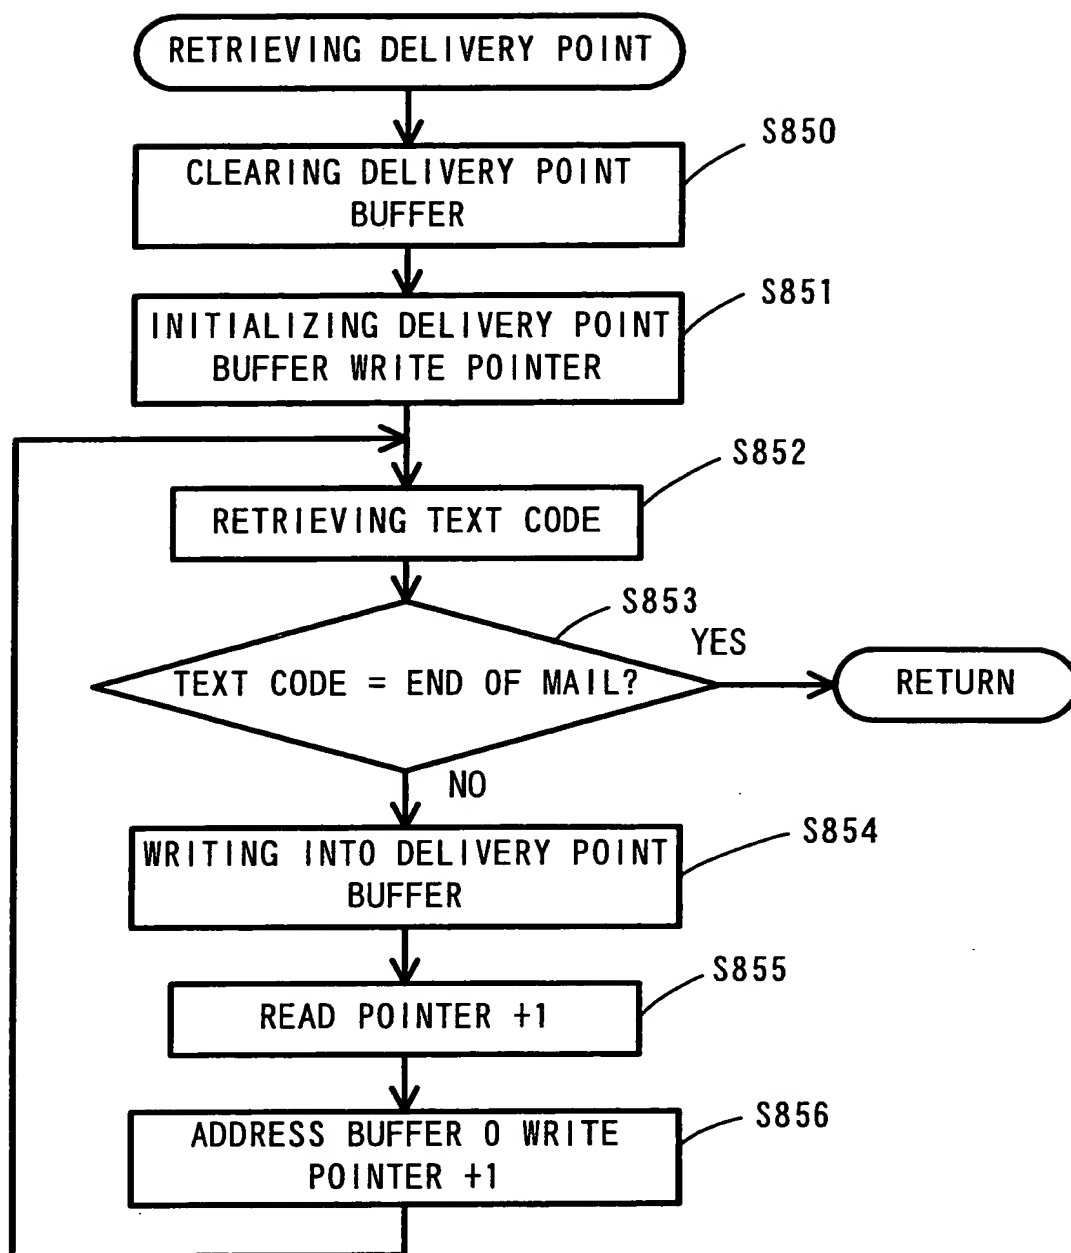 RETRIEVING DELIVERY POINT
S850
CLEARING DELIVERY POINT
BUFFER
S851
INITIALIZING DELIVERY POINT
BUFFER WRITE POINTER
S852
RETRIEVING TEXT CODE
S853
YES
TEXT CODE = END OF MAIL?
RETURN
NO
S854
WRITING INTO DELIVERY POINT
BUFFER
S855
READ POINTER +1
S856
ADDRESS BUFFER 0 WRITE
POINTER +1